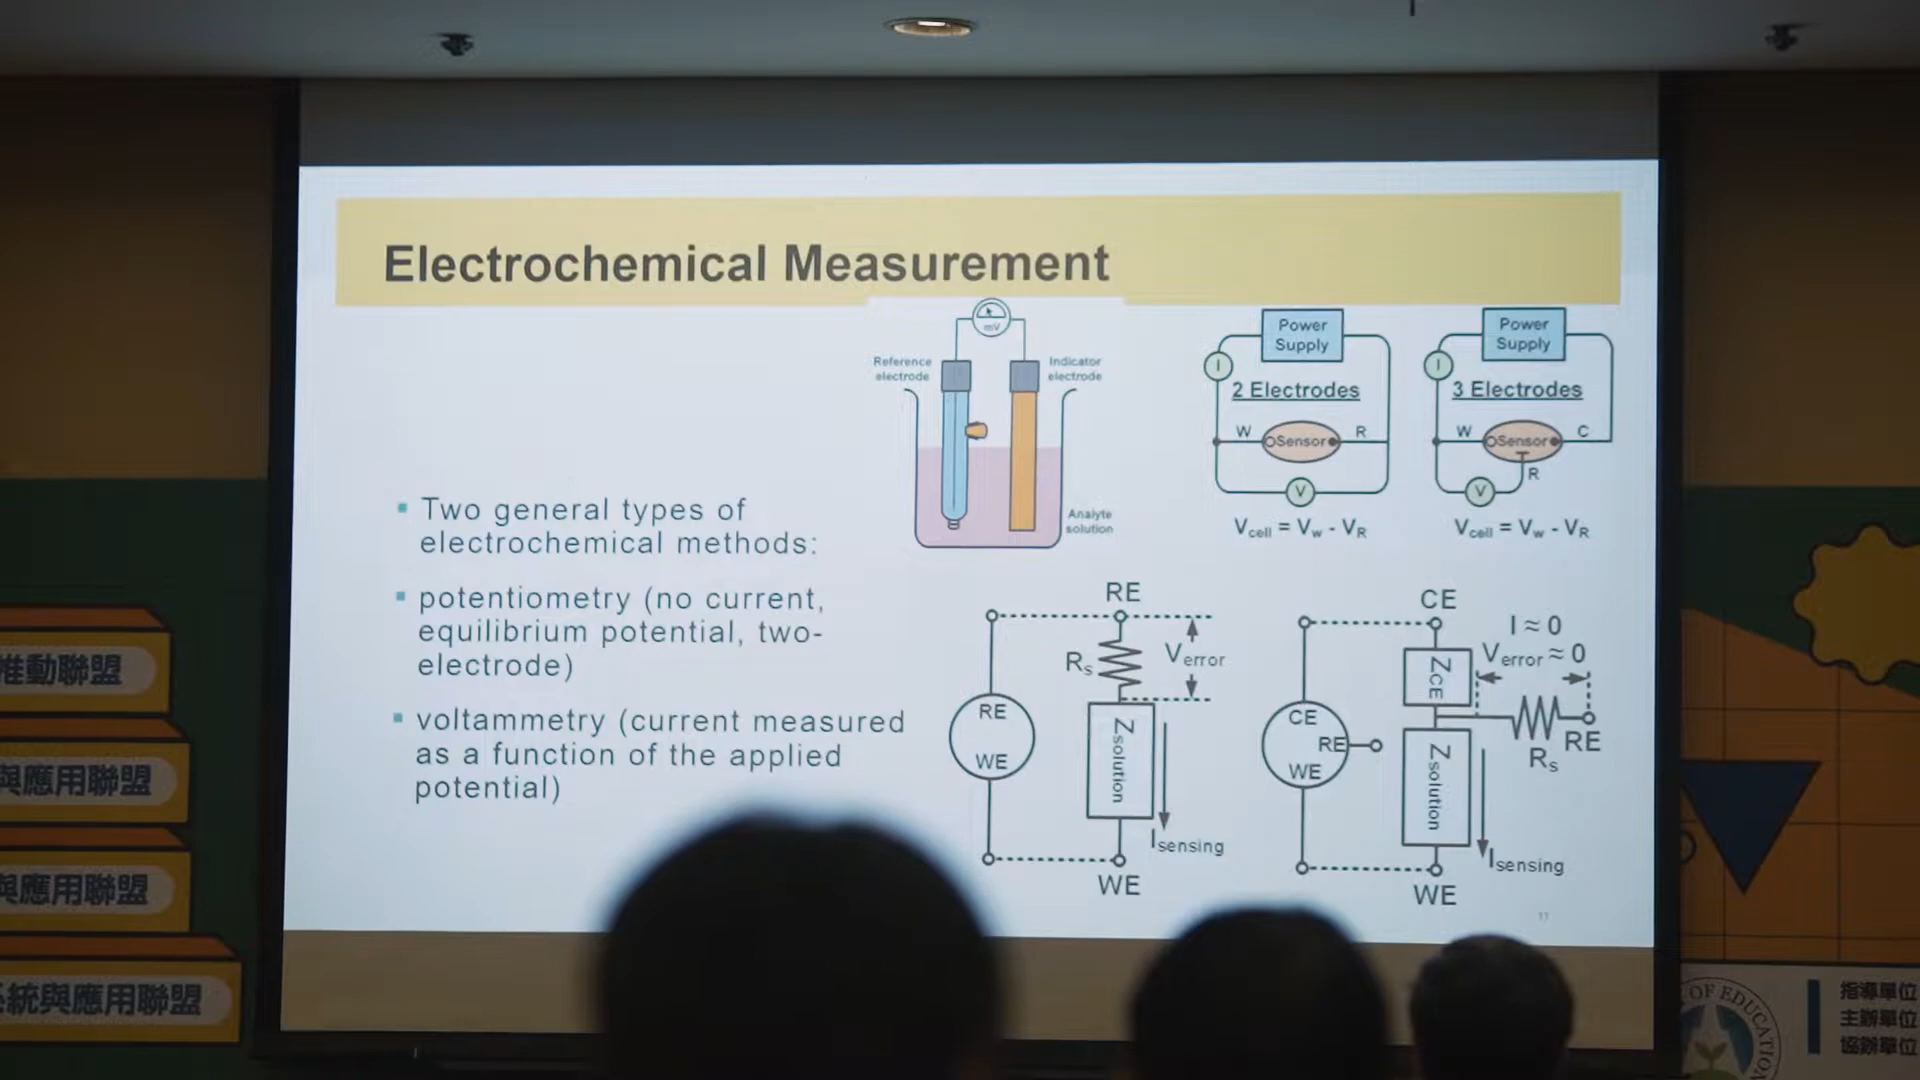 Electrochemical Measurement
Two general types of
electrochemical methods:
potentiometry (no current,
equilibrium potential, two-
electrode)
voltammetry (current measured
as a function of the applied
potential)
mV
Reference
electrode
Indicator
electrode
Analyte
solution
Power
Supply
I
2 Electrodes
W
Sensor
R
V
Vcell = Vw - VR
Power
Supply
I
3 Electrodes
W
Sensor
C
R
V
Vcell = Vw - VR
RE
Rs
Verror
RE
WE
Zsolution
Isensing
WE
CE
I ≈ 0
Verror ≈ 0
ZCE
CE
RE
WE
Rs
RE
Zsolution
Isensing
WE
11
推動聯盟
與應用聯盟
與應用聯盟
系統與應用聯盟
OF EDUCATION
指導單位
主辦單位
協辦單位